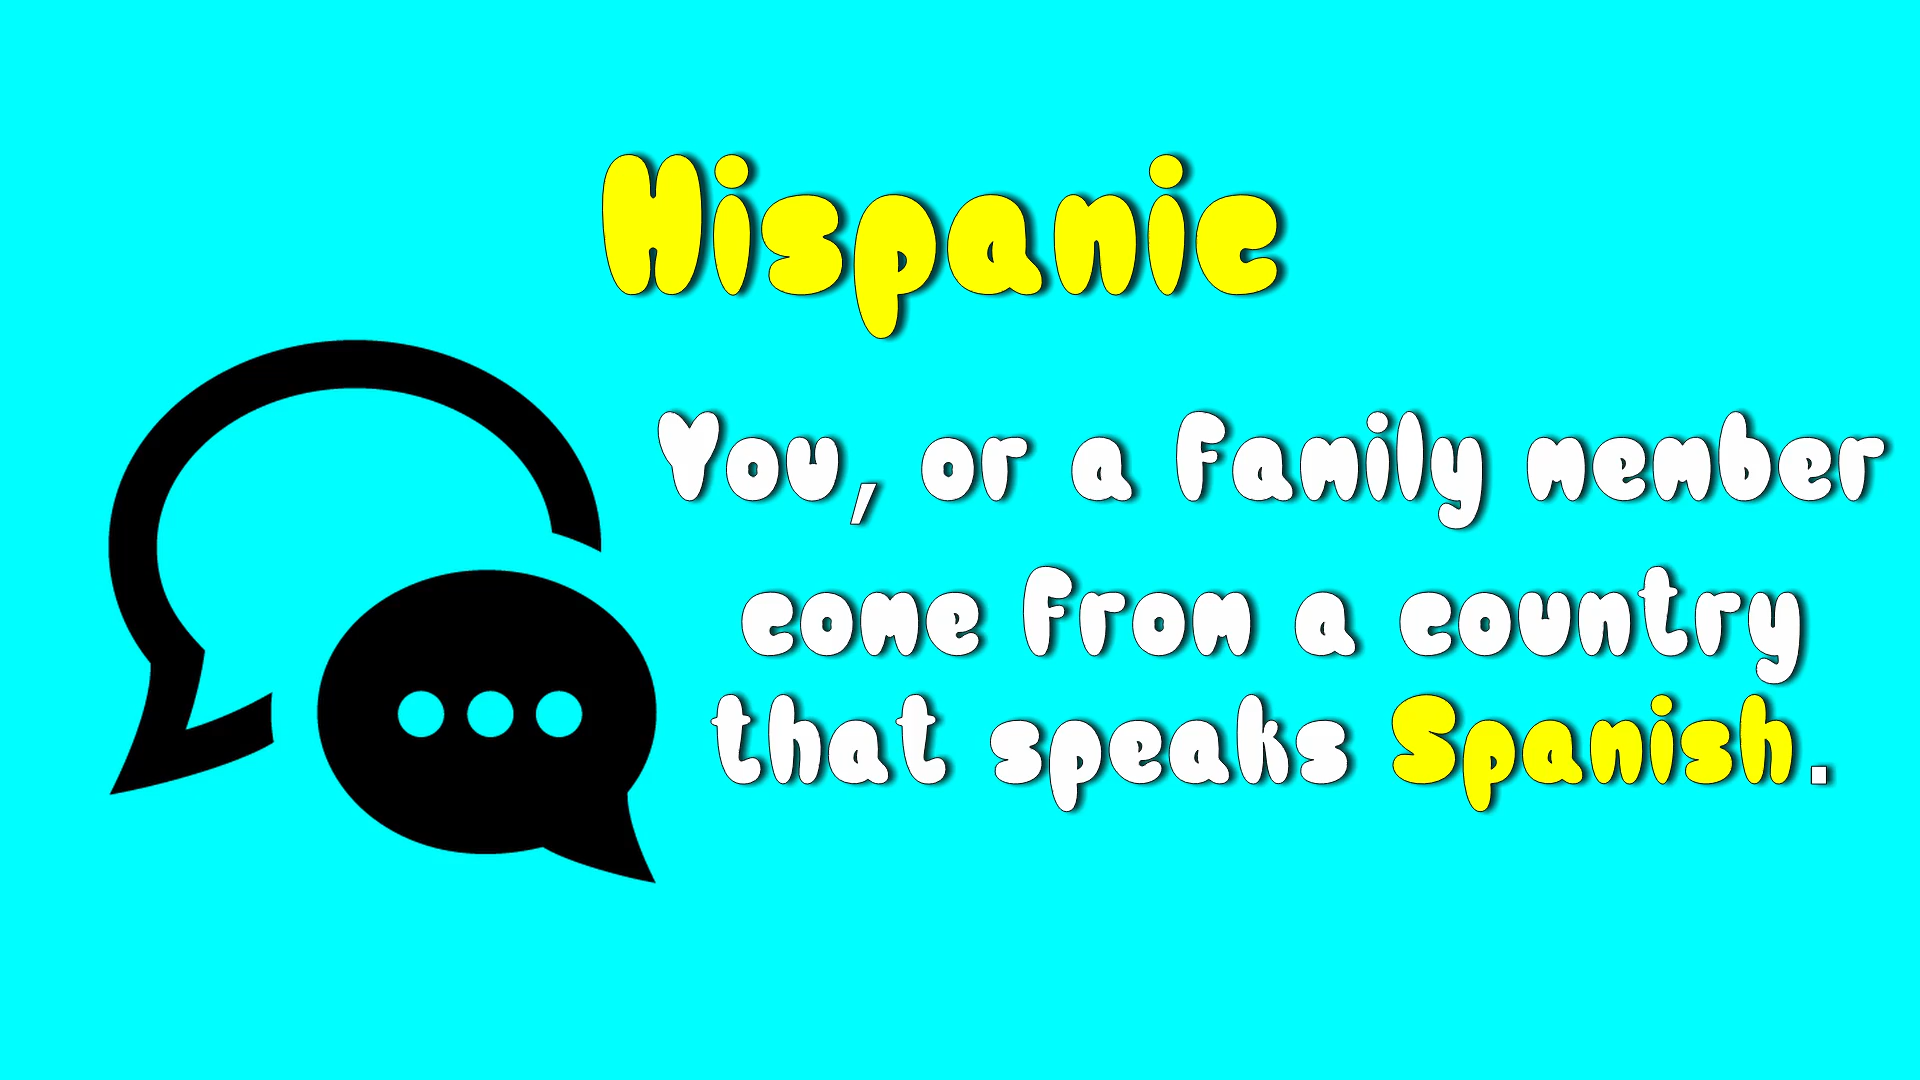 Hispanic
You, or a family member
come from a country
that speaks Spanish.